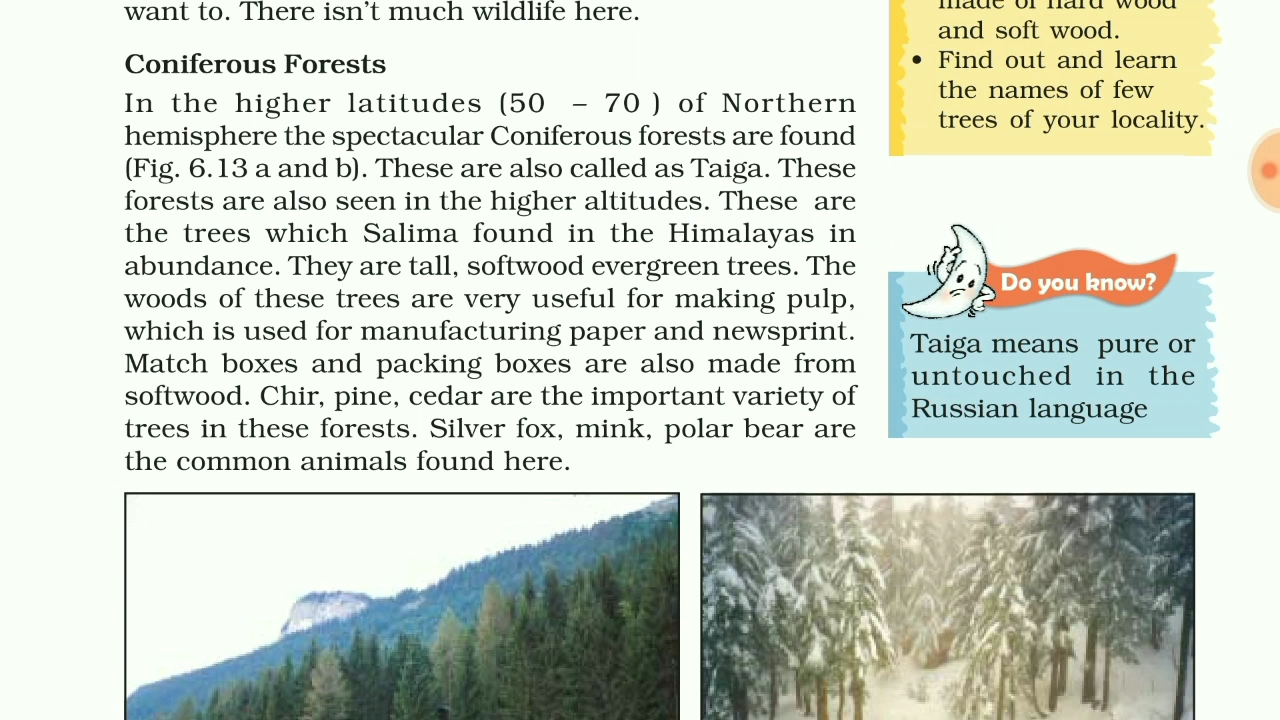 want to. There isn't much wildlife here.
Coniferous Forests
In the higher latitudes (50 – 70 ) of Northern
hemisphere the spectacular Coniferous forests are found
(Fig. 6.13 a and b). These are also called as Taiga. These
forests are also seen in the higher altitudes. These are
the trees which Salima found in the Himalayas in
abundance. They are tall, softwood evergreen trees. The
woods of these trees are very useful for making pulp,
which is used for manufacturing paper and newsprint.
Match boxes and packing boxes are also made from
softwood. Chir, pine, cedar are the important variety of
trees in these forests. Silver fox, mink, polar bear are
the common animals found here.
made of hard wood
and soft wood.
• Find out and learn
the names of few
trees of your locality.
Do you know?
Taiga means pure or
untouched in the
Russian language